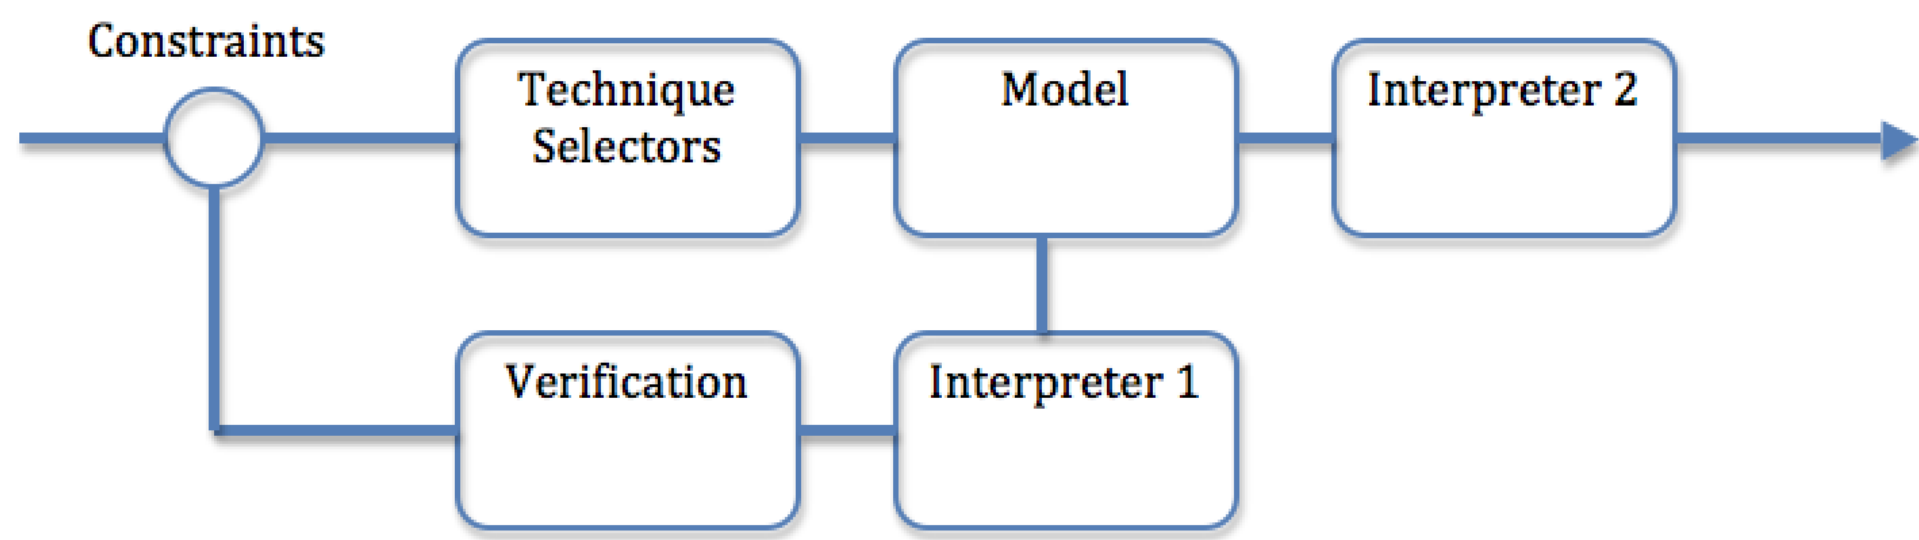 Constraints
Technique
Selectors
Model
Interpreter 2
Verification
Interpreter 1